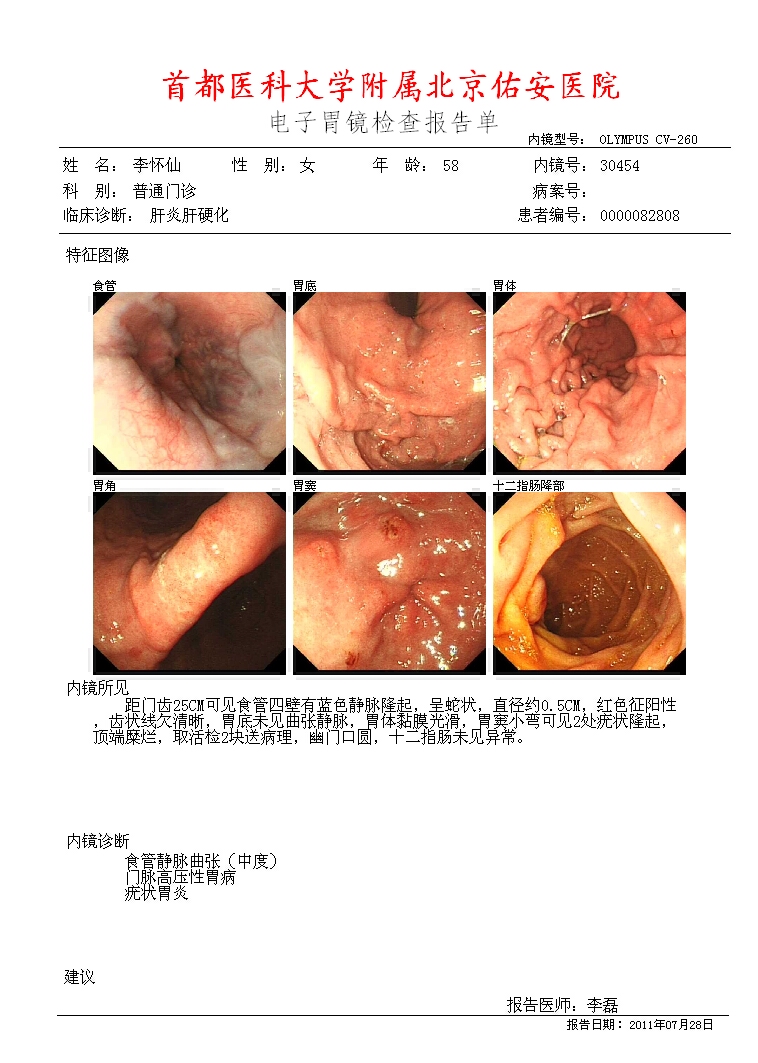 首都医科大学附属北京佑安医院
电子胃镜检查报告单
内镜型号： OLYMPUS CV-260
姓 名： 李怀仙 性 别：女 年 龄： 58 内镜号： 30454
科 别： 普通门诊 病案号：
临床诊断： 肝炎肝硬化 患者编号： 0000082808
特征图像
食管 胃底 胃体
胃角 胃窦 十二指肠降部
内镜所见
距门齿25CM可见食管四壁有蓝色静脉隆起，呈蛇状，直径约0.5CM，红色征阳性
，齿状线欠清晰，胃底未见曲张静脉，胃体黏膜光滑，胃窦小弯可见2处疣状隆起，
顶端糜烂，取活检2块送病理，幽门口圆，十二指肠未见异常。
内镜诊断
食管静脉曲张（中度）
门脉高压性胃病
疣状胃炎
建议
报告医师：李磊
报告日期：2011年07月28日